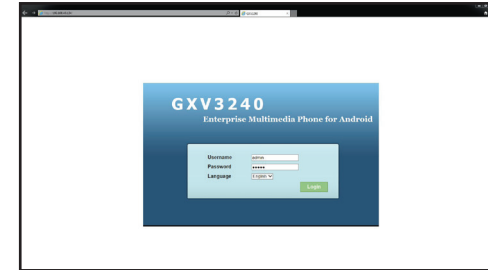 GXV3240
Enterprise Multimedia Phone for Android
Username admin
Password •••••
Language English
Login